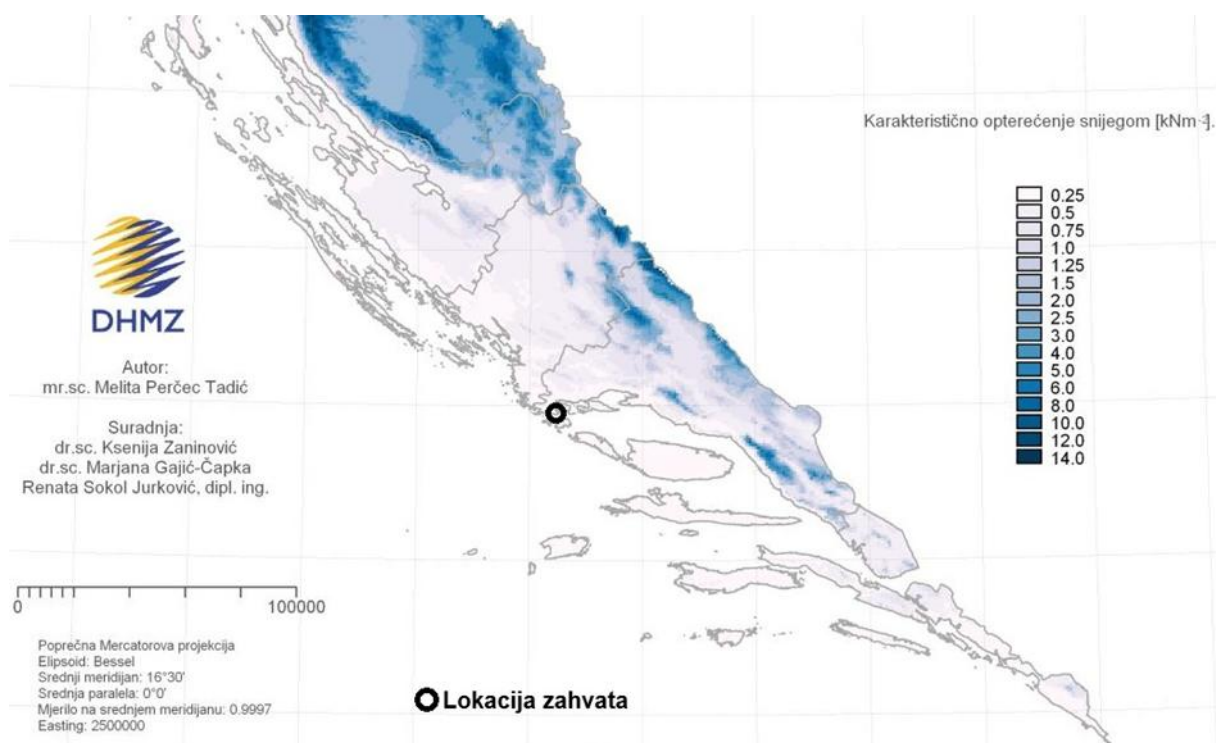 Karakteristično opterećenje snijegom [kNm⁻²].
0.25
0.5
0.75
1.0
1.25
1.5
2.0
2.5
3.0
4.0
5.0
6.0
8.0
10.0
12.0
14.0
DHMZ
Autor:
mr.sc. Melita Perčec Tadić
Suradnja:
dr.sc. Ksenija Zaninović
dr.sc. Marjana Gajić-Čapka
Renata Sokol Jurković, dipl. ing.
0 100000
Poprečna Mercatorova projekcija
Elipsoid: Bessel
Srednji meridijan: 16°30'
Srednja paralela: 0°0'
Mjerilo na srednjem meridijanu: 0.9997
Easting: 2500000
Lokacija zahvata